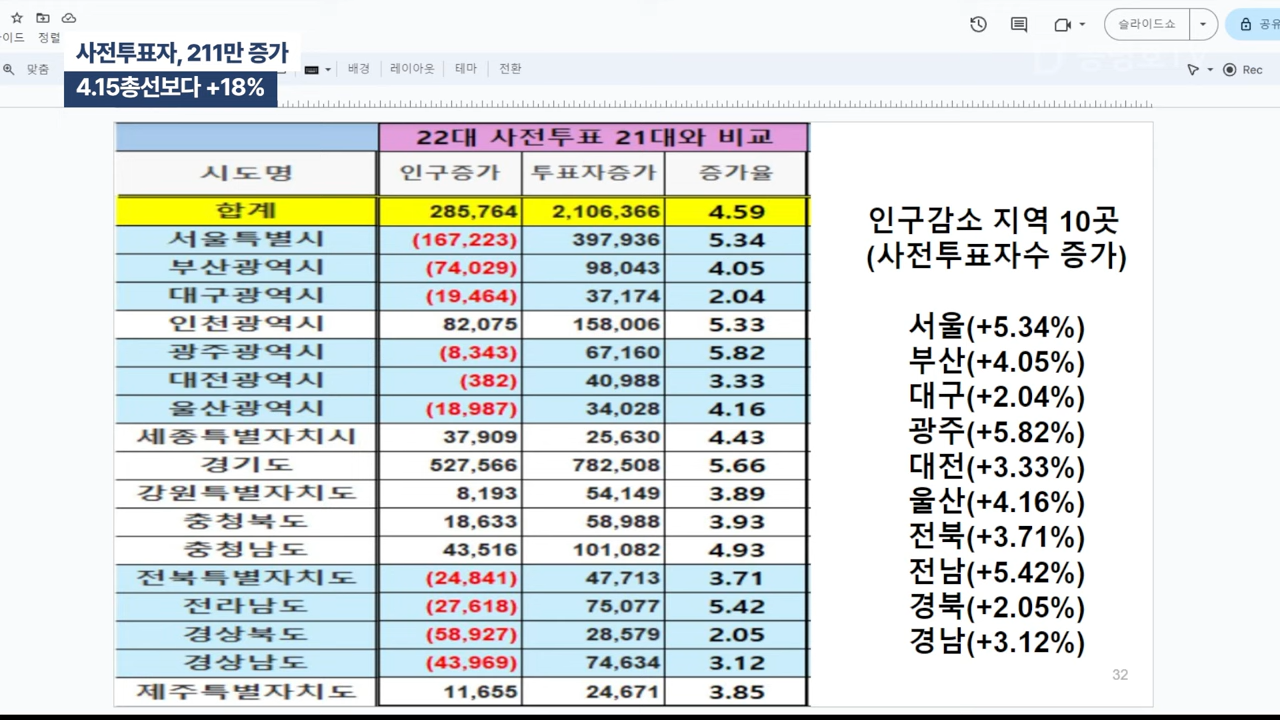 이드 정렬
사전투표자, 211만 증가
4.15총선보다 +18%
맞춤 배경 레이아웃 테마 전환
슬라이드쇼 공유
Rec
22대 사전투표 21대와 비교
시도명 인구증가 투표자증가 증가율
합계 285,764 2,106,366 4.59
서울특별시 (167,223) 397,936 5.34
부산광역시 (74,029) 98,043 4.05
대구광역시 (19,464) 37,174 2.04
인천광역시 82,075 158,006 5.33
광주광역시 (8,343) 67,160 5.82
대전광역시 (382) 40,988 3.33
울산광역시 (18,987) 34,028 4.16
세종특별자치시 37,909 25,630 4.43
경기도 527,566 782,508 5.66
강원특별자치도 8,193 54,149 3.89
충청북도 18,633 58,988 3.93
충청남도 43,516 101,082 4.93
전북특별자치도 (24,841) 47,713 3.71
전라남도 (27,618) 75,077 5.42
경상북도 (58,927) 28,579 2.05
경상남도 (43,969) 74,634 3.12
제주특별자치도 11,655 24,671 3.85
인구감소 지역 10곳
(사전투표자수 증가)
서울(+5.34%)
부산(+4.05%)
대구(+2.04%)
광주(+5.82%)
대전(+3.33%)
울산(+4.16%)
전북(+3.71%)
전남(+5.42%)
경북(+2.05%)
경남(+3.12%)
32